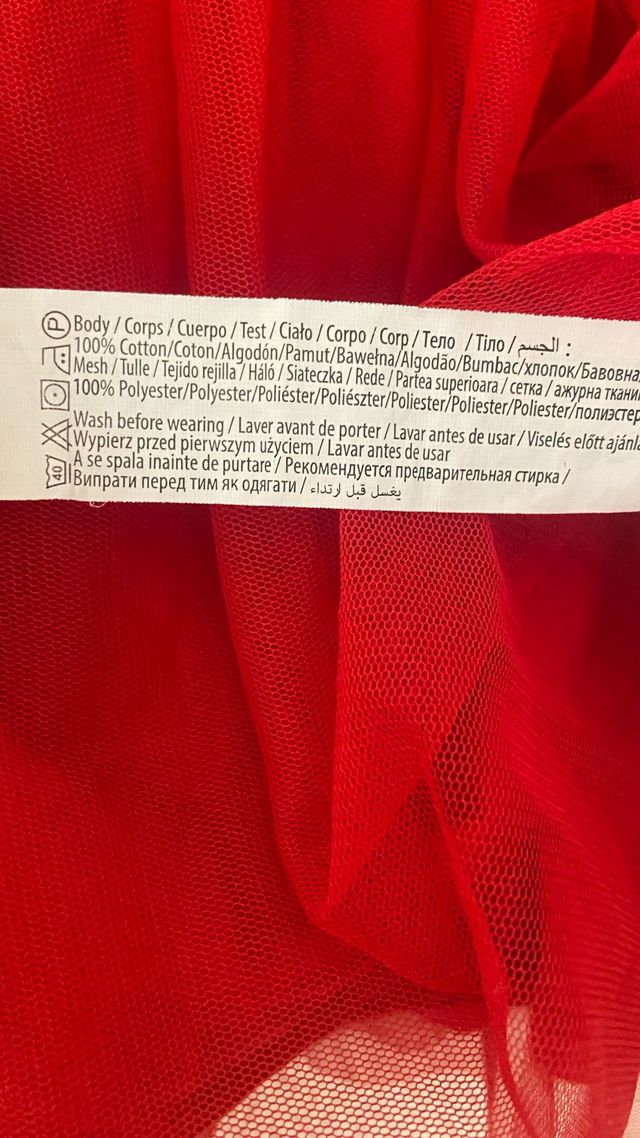 P Body / Corps / Cuerpo / Test / Ciało / Corpo / Corp / Тело / Тіло / الجسم :
100% Cotton/Coton/Algodón/Pamut/Bawełna/Algodão/Bumbac/хлопок/Бавовна
Mesh / Tulle / Tejido rejilla / Háló / Siateczka / Rede / Partea superioara / сетка / ажурна
100% Polyester/Polyester/Poliéster/Poliészter/Poliester/Poliester/Poliester/полиэстер
Wash before wearing / Laver avant de porter / Lavar antes de usar / Viselés előtt
Wypierz przed pierwszym użyciem / Lavar antes de usar
40 A se spala inainte de purtare / Рекомендуется предварительная стирка /
Випрати перед тим як одягати / يغسل قبل ارتداء